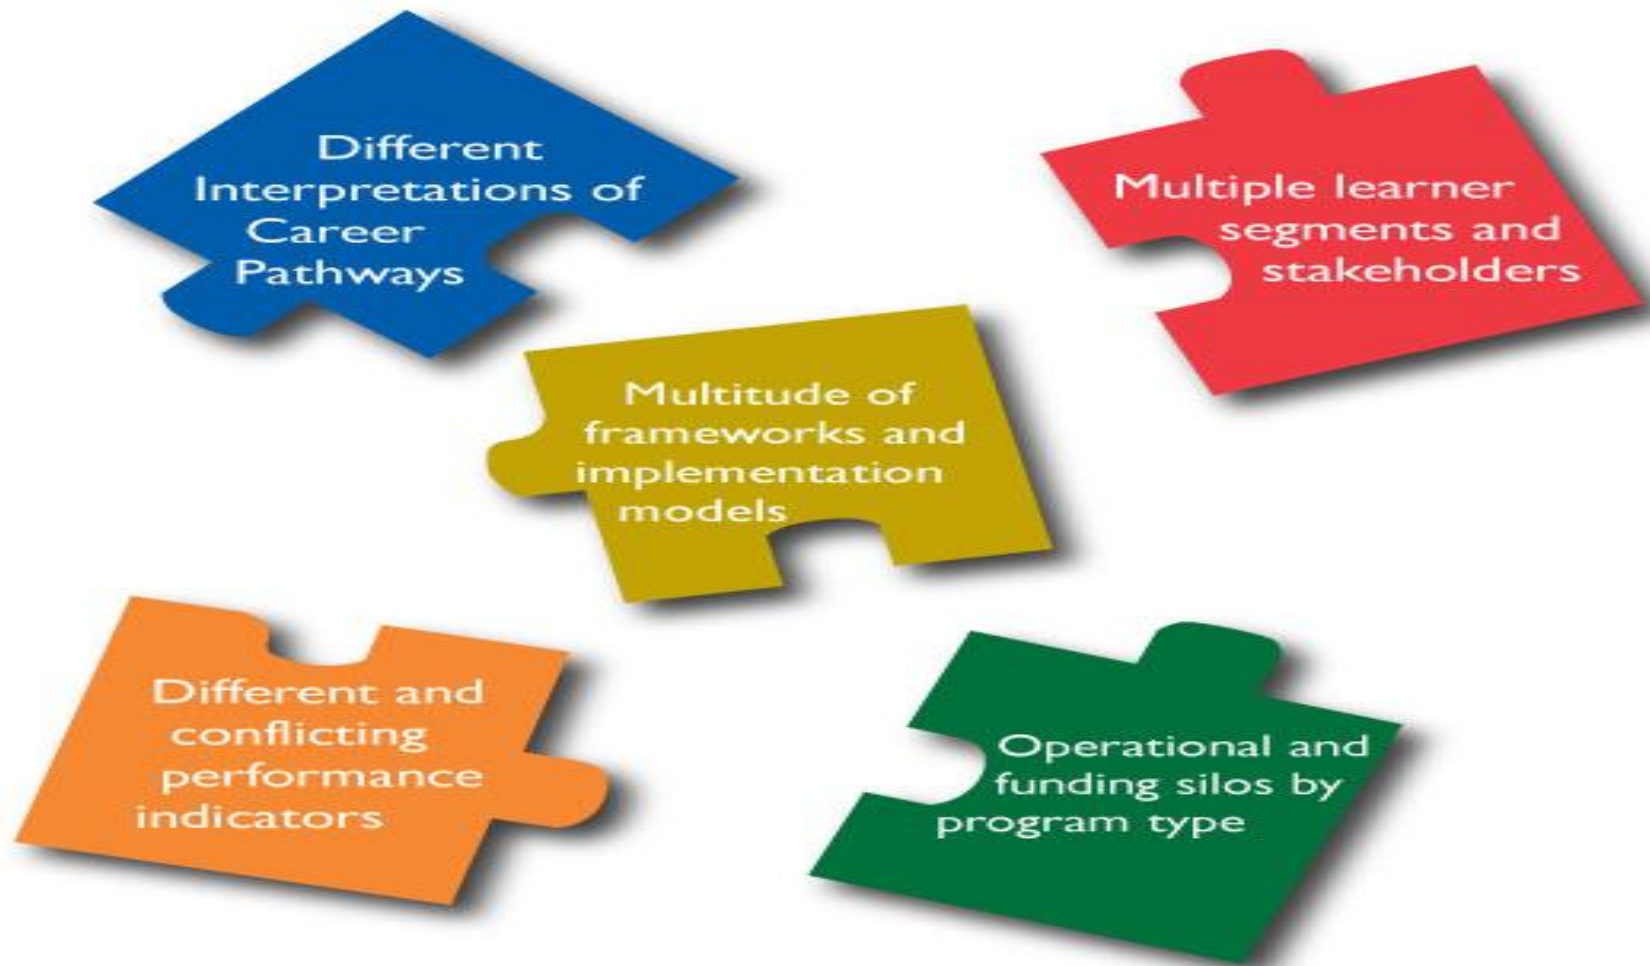 Different
Interpretations of
Career
Pathways
Multiple learner
segments and
stakeholders
Multitude of
frameworks and
implementation
models
Different and
conflicting
performance
indicators
Operational and
funding silos by
program type